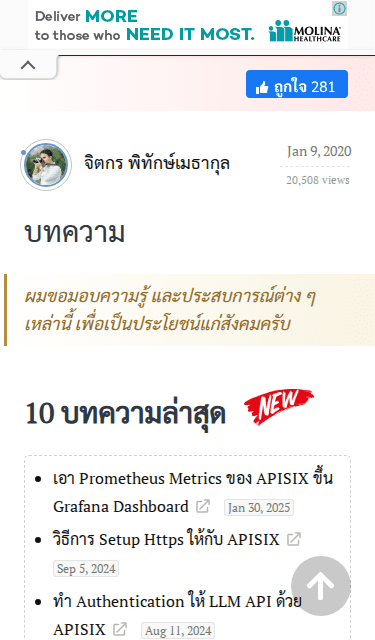 Deliver MORE
to those who NEED IT MOST.
MOLINA
HEALTHCARE
ถูกใจ 281
จิตกร พิทักษ์เมธากุล
Jan 9, 2020
20,508 views
บทความ
ผมขอมอบความรู้ และประสบการณ์ต่าง ๆ
เหล่านี้ เพื่อเป็นประโยชน์แก่สังคมครับ
10 บทความล่าสุด NEW
เอา Prometheus Metrics ของ APISIX ขึ้น
Grafana Dashboard Jan 30, 2025
วิธีการ Setup Https ให้กับ APISIX
Sep 5, 2024
ทำ Authentication ให้ LLM API ด้วย
APISIX Aug 11, 2024